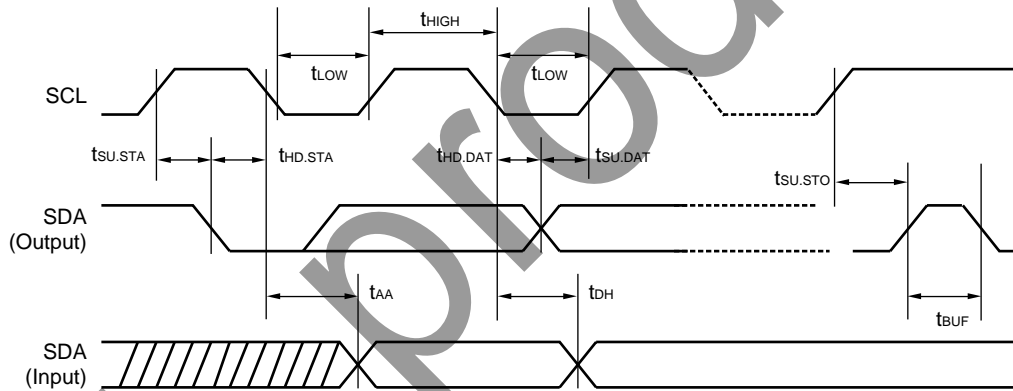 tHIGH
tLOW
tLOW
SCL
tSU.STA
tHD.STA
tHD.DAT
tSU.DAT
tSU.STO
SDA
(Output)
tAA
tDH
tBUF
SDA
(Input)
prod